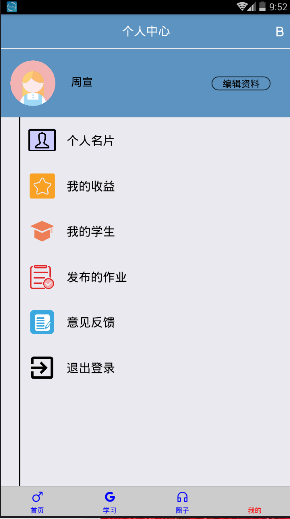 9:52
个人中心 B
周宣 编辑资料
个人名片
我的收益
我的学生
发布的作业
意见反馈
退出登录
首页 学习 圈子 我的